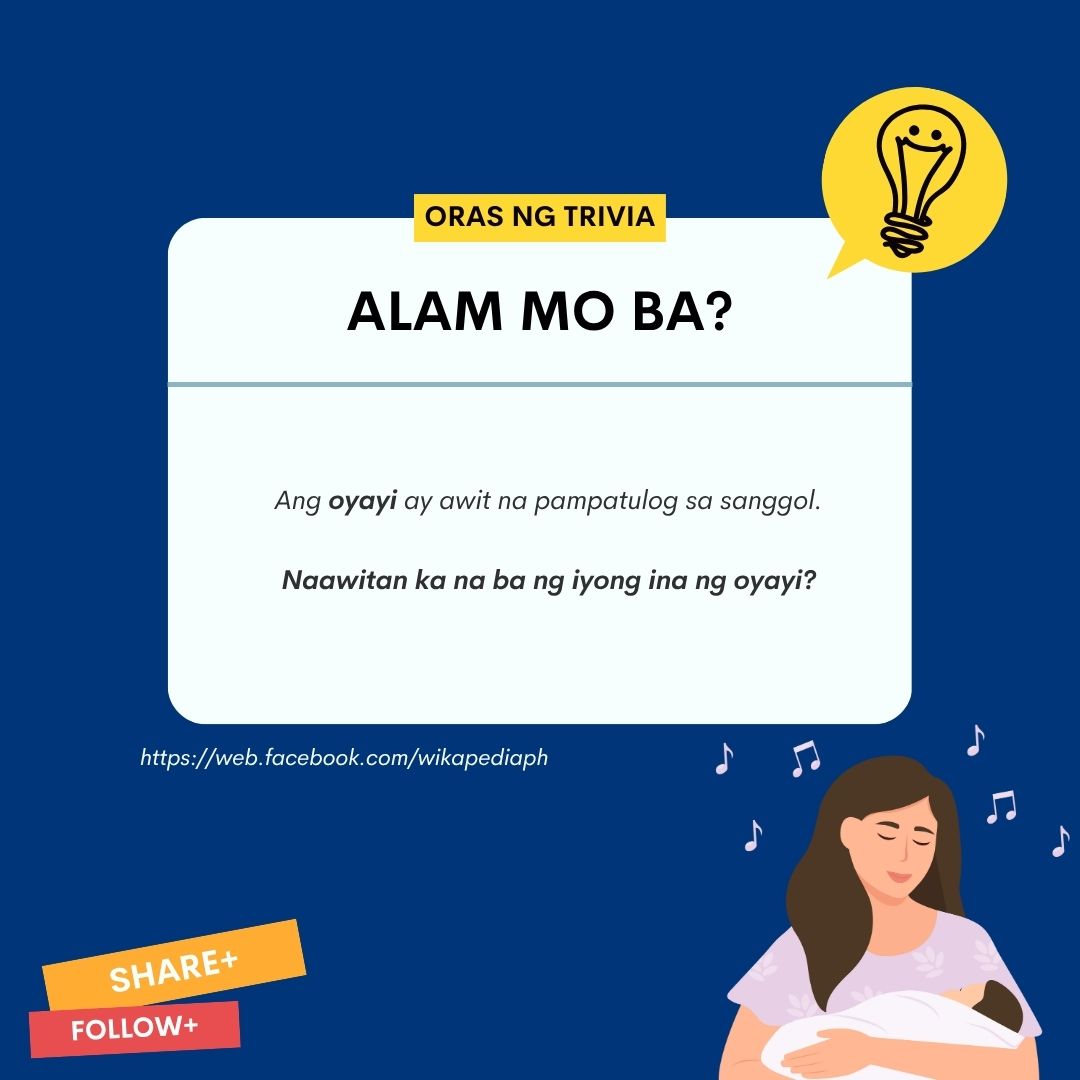 ORAS NG TRIVIA
ALAM MO BA?
Ang oyayi ay awit na pampatulog sa sanggol.
Naawitan ka na ba ng iyong ina ng oyayi?
https://web.facebook.com/wikapediaph
SHARE+
FOLLOW+